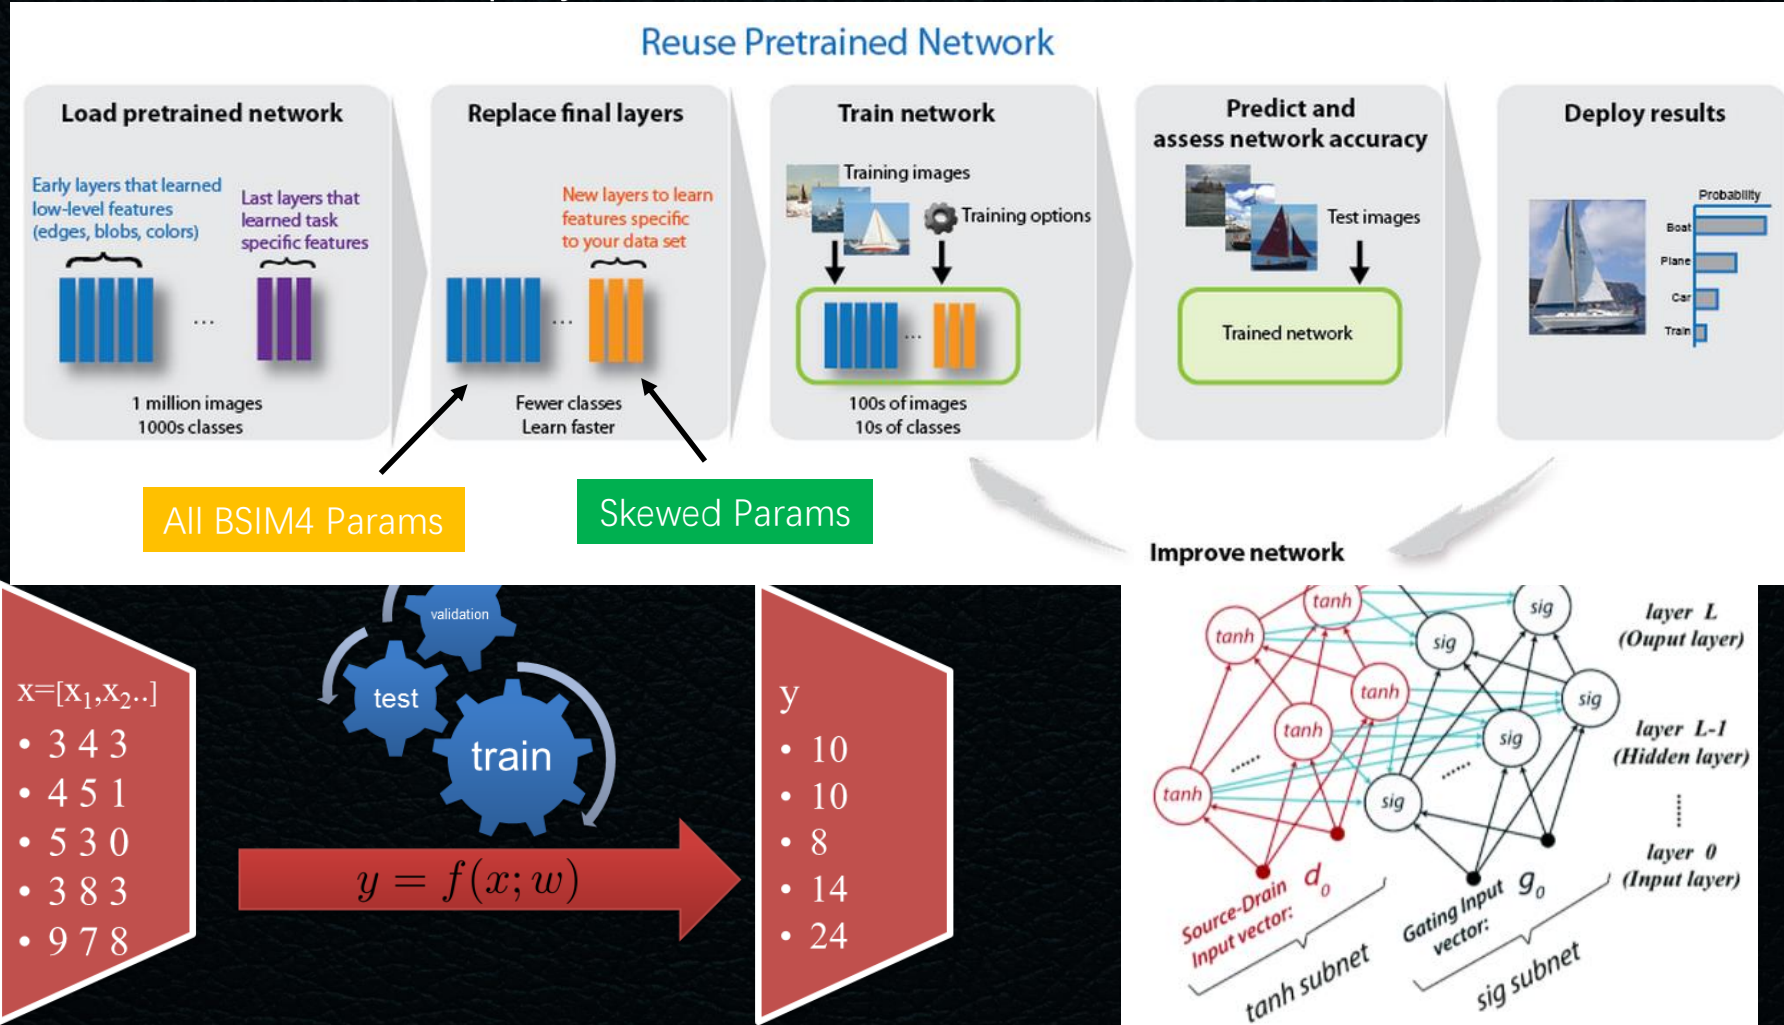 Reuse Pretrained Network
Load pretrained network
Early layers that learned
low-level features
(edges, blobs, colors)
Last layers that
learned task
specific features
...
1 million images
1000s classes
Replace final layers
New layers to learn
features specific
to your data set
...
Fewer classes
Learn faster
Train network
Training images
Training options
...
100s of images
10s of classes
Predict and
assess network accuracy
Test images
Trained network
Deploy results
Probability
Boat
Plane
Car
Train
All BSIM4 Params
Skewed Params
Improve network
x=[x₁,x₂..]
• 3 4 3
• 4 5 1
• 5 3 0
• 3 8 3
• 9 7 8
validation
test
train
y = f(x; w)
y
• 10
• 10
• 8
• 14
• 24
tanh
sig
tanh
sig
layer L
(Ouput layer)
tanh
sig
tanh
sig
layer L-1
(Hidden layer)
......
......
tanh
sig
......
layer 0
(Input layer)
Source-Drain
Input vector:
d₀
Gating Input
vector:
g₀
tanh subnet
sig subnet